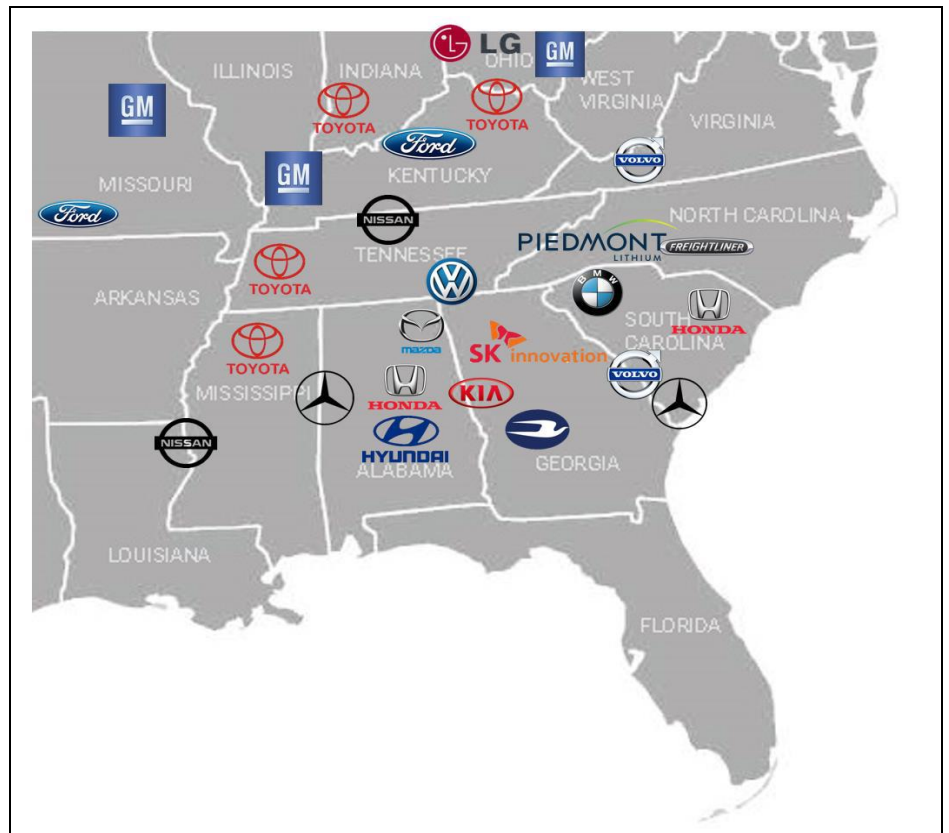 LG
OHIO
GM
ILLINOIS
INDIANA
WEST
VIRGINIA
GM
TOYOTA
TOYOTA
VIRGINIA
Ford
VOLVO
GM
KENTUCKY
MISSOURI
Ford
NISSAN
NORTH CAROLINA
TENNESSEE
PIEDMONT
LITHIUM
FREIGHTLINER
TOYOTA
VW
BMW
ARKANSAS
SOUTH
CAROLINA
HONDA
mazda
SK innovation
TOYOTA
VOLVO
MISSISSIPPI
HONDA
KIA
HYUNDAI
NISSAN
GEORGIA
ALABAMA
LOUISIANA
FLORIDA